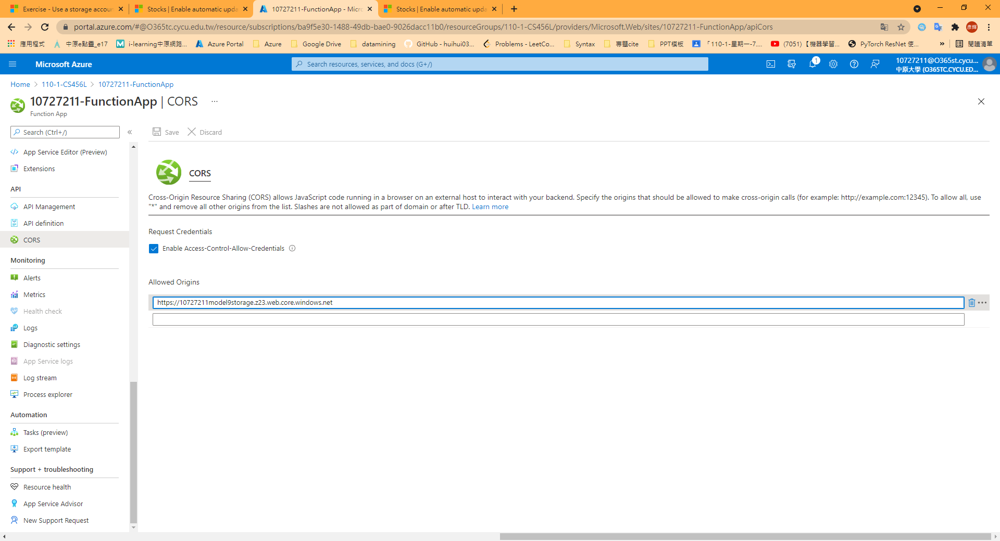 Exercise - Use a storage accoun
Stocks | Enable automatic upda
10727211-FunctionApp - Micro
Stocks | Enable automatic upda
portal.azure.com/#@O365tc.cycu.edu.tw/resource/subscriptions/ba9f5e30-1488-49db-bae0-9026dacc11b0/resourceGroups/110-1-CS456L/providers/Microsoft.Web/sites/10727211-FunctionApp/apiCors
彥輝
應用程式
中原e點靈_e17
i-learning中原網路...
Azure Portal
Azure
Google Drive
datamining
GitHub - huihui03...
Problems - LeetCo...
Syntax
專題cite
PPT模板
「110-1-星期一-7....
(7051) 【機器學習...
PyTorch ResNet 使...
»
閱讀清單
Microsoft Azure
Search resources, services, and docs (G+/)
1
10727211@O365st.cycu...
中原大學 (O365TC.CYCU.ED...
Home > 110-1-CS456L > 10727211-FunctionApp
10727211-FunctionApp | CORS ...
Function App
Search (Ctrl+/)
«
Save
Discard
App Service Editor (Preview)
Extensions
API
API Management
API definition
CORS
Monitoring
Alerts
Metrics
Health check
Logs
Diagnostic settings
App Service logs
Log stream
Process explorer
Automation
Tasks (preview)
Export template
Support + troubleshooting
Resource health
App Service Advisor
New Support Request
CORS
Cross-Origin Resource Sharing (CORS) allows JavaScript code running in a browser on an external host to interact with your backend. Specify the origins that should be allowed to make cross-origin calls (for example: http://example.com:12345). To allow all, use
"*" and remove all other origins from the list. Slashes are not allowed as part of domain or after TLD. Learn more
Request Credentials
Enable Access-Control-Allow-Credentials
Allowed Origins
https://10727211model9storage.z23.web.core.windows.net